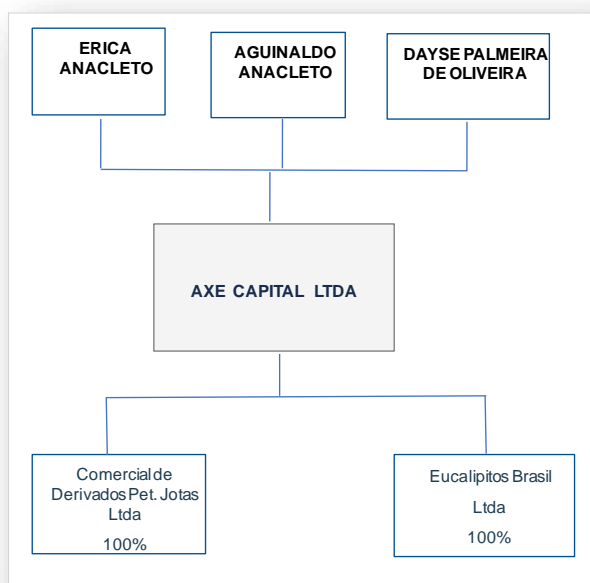 ERICA
ANACLETO
AGUINALDO
ANACLETO
DAYSE PALMEIRA
DE OLIVEIRA
AXE CAPITAL LTDA
Comercial de
Derivados Pet. Jotas
Ltda
100%
Eucalipitos Brasil
Ltda
100%